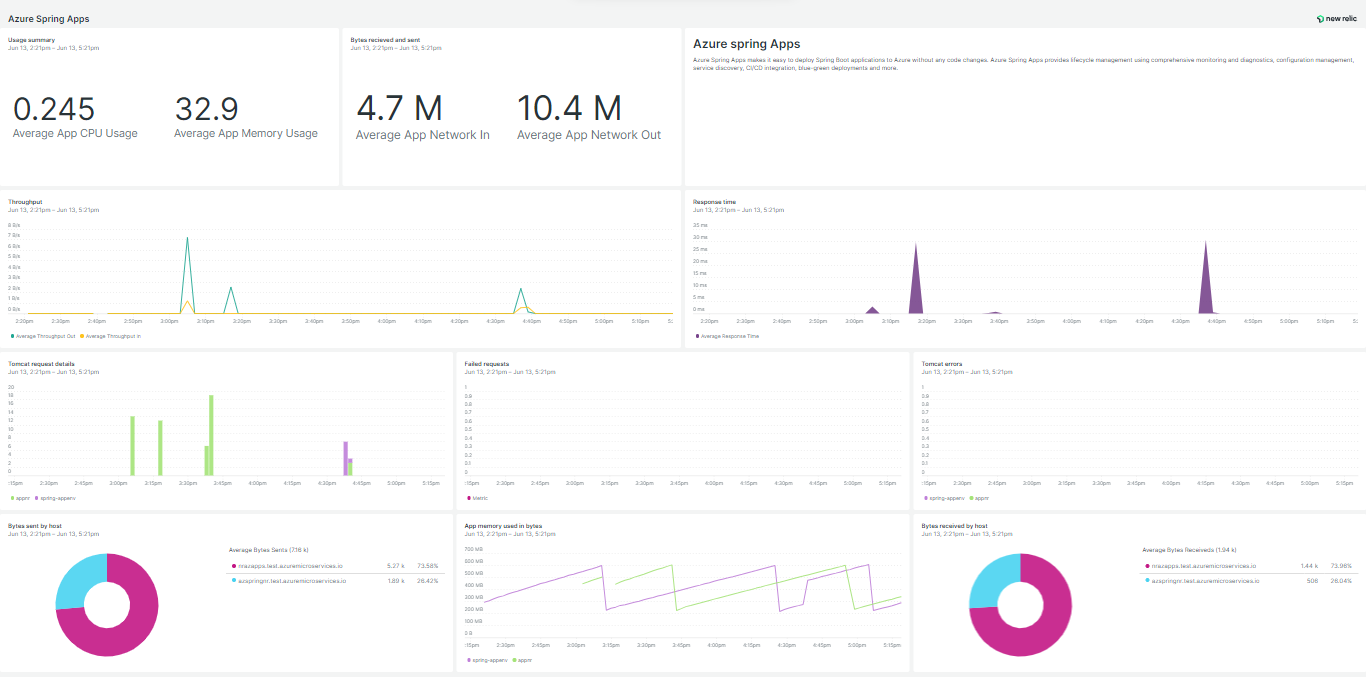 Azure Spring Apps
new relic
Usage summary
Jun 13, 2:21pm – Jun 13, 5:21pm
0.245
Average App CPU Usage
32.9
Average App Memory Usage
Bytes recieved and sent
Jun 13, 2:21pm – Jun 13, 5:21pm
4.7 M
Average App Network In
10.4 M
Average App Network Out
Azure spring Apps
Azure Spring Apps makes it easy to deploy Spring Boot applications to Azure without any code changes. Azure Spring Apps provides lifecycle management using comprehensive monitoring and diagnostics, configuration management,
service discovery, CI/CD integration, blue-green deployments and more.
Throughput
Jun 13, 2:21pm – Jun 13, 5:21pm
8 B/s
7 B/s
6 B/s
5 B/s
4 B/s
3 B/s
2 B/s
1 B/s
0 B/s
2:20pm 2:30pm 2:40pm 2:50pm 3:00pm 3:10pm 3:20pm 3:30pm 3:40pm 3:50pm 4:00pm 4:10pm 4:20pm 4:30pm 4:40pm 4:50pm 5:00pm 5:10pm 5:
Average Throughput Out Average Throughput In
Response time
Jun 13, 2:21pm – Jun 13, 5:21pm
35 ms
30 ms
25 ms
20 ms
15 ms
10 ms
5 ms
0 ms
2:20pm 2:30pm 2:40pm 2:50pm 3:00pm 3:10pm 3:20pm 3:30pm 3:40pm 3:50pm 4:00pm 4:10pm 4:20pm 4:30pm 4:40pm 4:50pm 5:00pm 5:10pm 5:
Average Response Time
Tomcat request details
Jun 13, 2:21pm – Jun 13, 5:21pm
20
18
16
14
12
10
8
6
4
2
0
:15pm 2:30pm 2:45pm 3:00pm 3:15pm 3:30pm 3:45pm 4:00pm 4:15pm 4:30pm 4:45pm 5:00pm 5:15pm
appnr spring-appenv
Failed requests
Jun 13, 2:21pm – Jun 13, 5:21pm
1
0.9
0.8
0.7
0.6
0.5
0.4
0.3
0.2
0.1
0
:15pm 2:30pm 2:45pm 3:00pm 3:15pm 3:30pm 3:45pm 4:00pm 4:15pm 4:30pm 4:45pm 5:00pm 5:15pm
Metric
Tomcat errors
Jun 13, 2:21pm – Jun 13, 5:21pm
1
0.9
0.8
0.7
0.6
0.5
0.4
0.3
0.2
0.1
0
:15pm 2:30pm 2:45pm 3:00pm 3:15pm 3:30pm 3:45pm 4:00pm 4:15pm 4:30pm 4:45pm 5:00pm 5:15pm
spring-appenv appnr
Bytes sent by host
Jun 13, 2:21pm – Jun 13, 5:21pm
Average Bytes Sents (7.16 k)
nrazapps.test.azuremicroservices.io 5.27 k 73.58%
azspringnr.test.azuremicroservices.io 1.89 k 26.42%
App memory used in bytes
Jun 13, 2:21pm – Jun 13, 5:21pm
700 MB
600 MB
500 MB
400 MB
300 MB
200 MB
100 MB
0 B
:15pm 2:30pm 2:45pm 3:00pm 3:15pm 3:30pm 3:45pm 4:00pm 4:15pm 4:30pm 4:45pm 5:00pm 5:15pm
spring-appenv appnr
Bytes received by host
Jun 13, 2:21pm – Jun 13, 5:21pm
Average Bytes Receiveds (1.94 k)
nrazapps.test.azuremicroservices.io 1.44 k 73.96%
azspringnr.test.azuremicroservices.io 506 26.04%